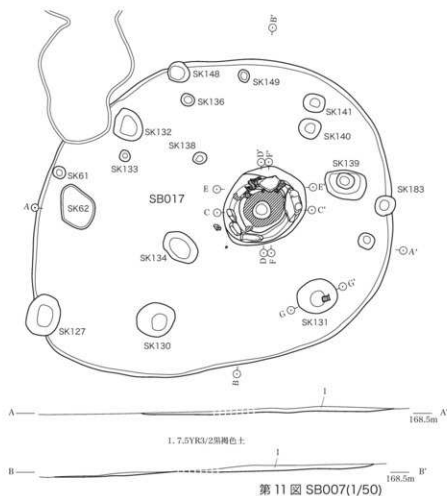 B'
SK148
SK149
SK136
SK141
SK132
SK140
SK133
SK138
SK139
SK61
D' F'
E E'
SB017
SK183
A
SK62
C C'
SK134
D F
A'
G'
SK127
SK130
G
SK131
B
A 1 A'
168.5m
1. 7.5YR3/2黒褐色土
B 1 B'
168.5m
第11図 SB007(1/50)